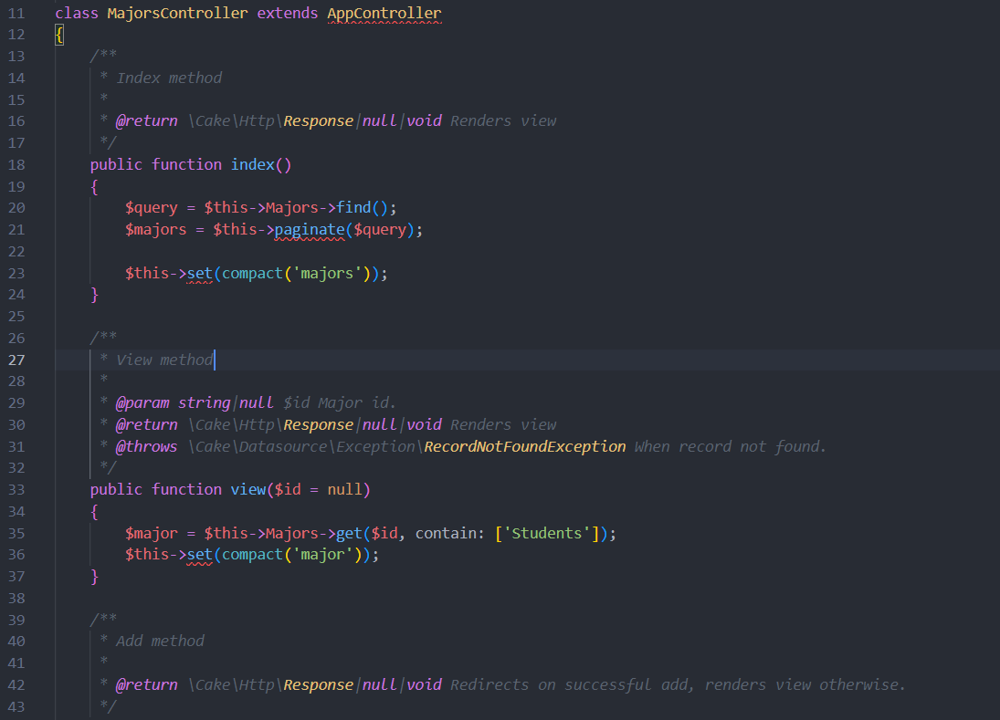 11 class MajorsController extends AppController
12 {
13 /**
14 * Index method
15 *
16 * @return \Cake\Http\Response|null|void Renders view
17 */
18 public function index()
19 {
20 $query = $this->Majors->find();
21 $majors = $this->paginate($query);
22
23 $this->set(compact('majors'));
24 }
25
26 /**
27 * View method
28 *
29 * @param string|null $id Major id.
30 * @return \Cake\Http\Response|null|void Renders view
31 * @throws \Cake\Datasource\Exception\RecordNotFoundException When record not found.
32 */
33 public function view($id = null)
34 {
35 $major = $this->Majors->get($id, contain: ['Students']);
36 $this->set(compact('major'));
37 }
38
39 /**
40 * Add method
41 *
42 * @return \Cake\Http\Response|null|void Redirects on successful add, renders view otherwise.
43 */